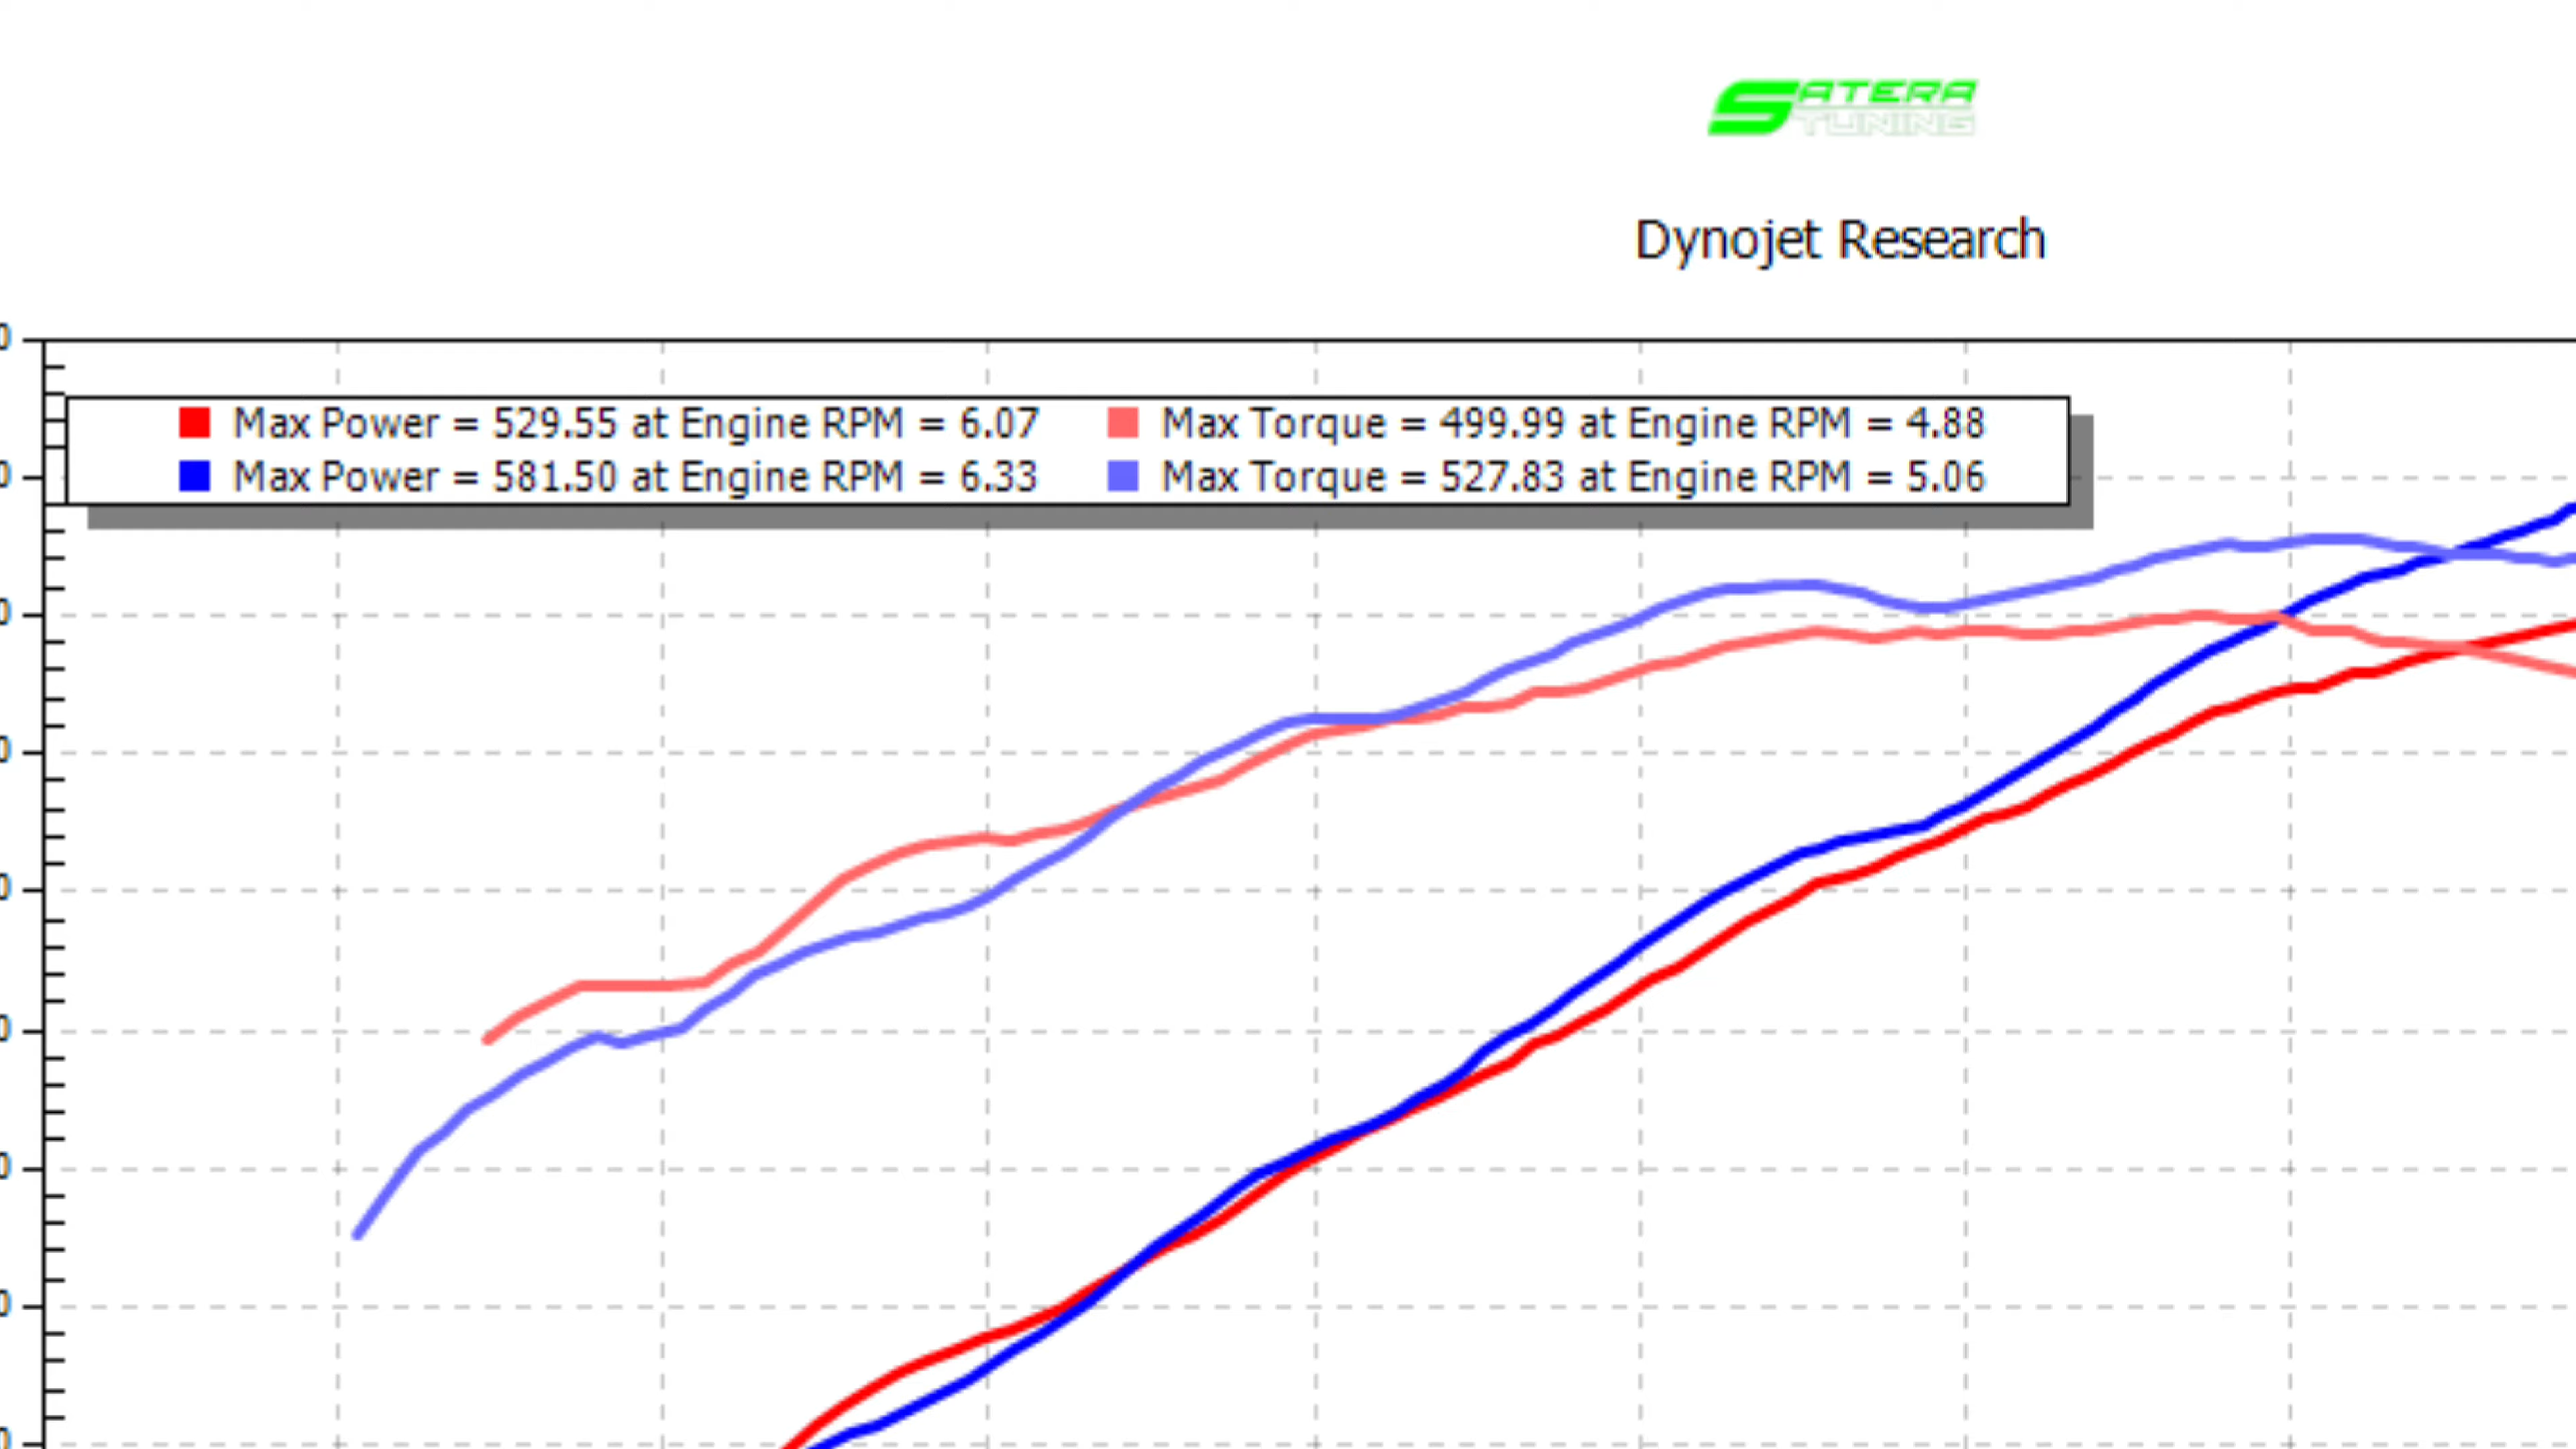 SATERA
TUNING
Dynojet Research
Max Power = 529.55 at Engine RPM = 6.07 Max Torque = 499.99 at Engine RPM = 4.88
Max Power = 581.50 at Engine RPM = 6.33 Max Torque = 527.83 at Engine RPM = 5.06